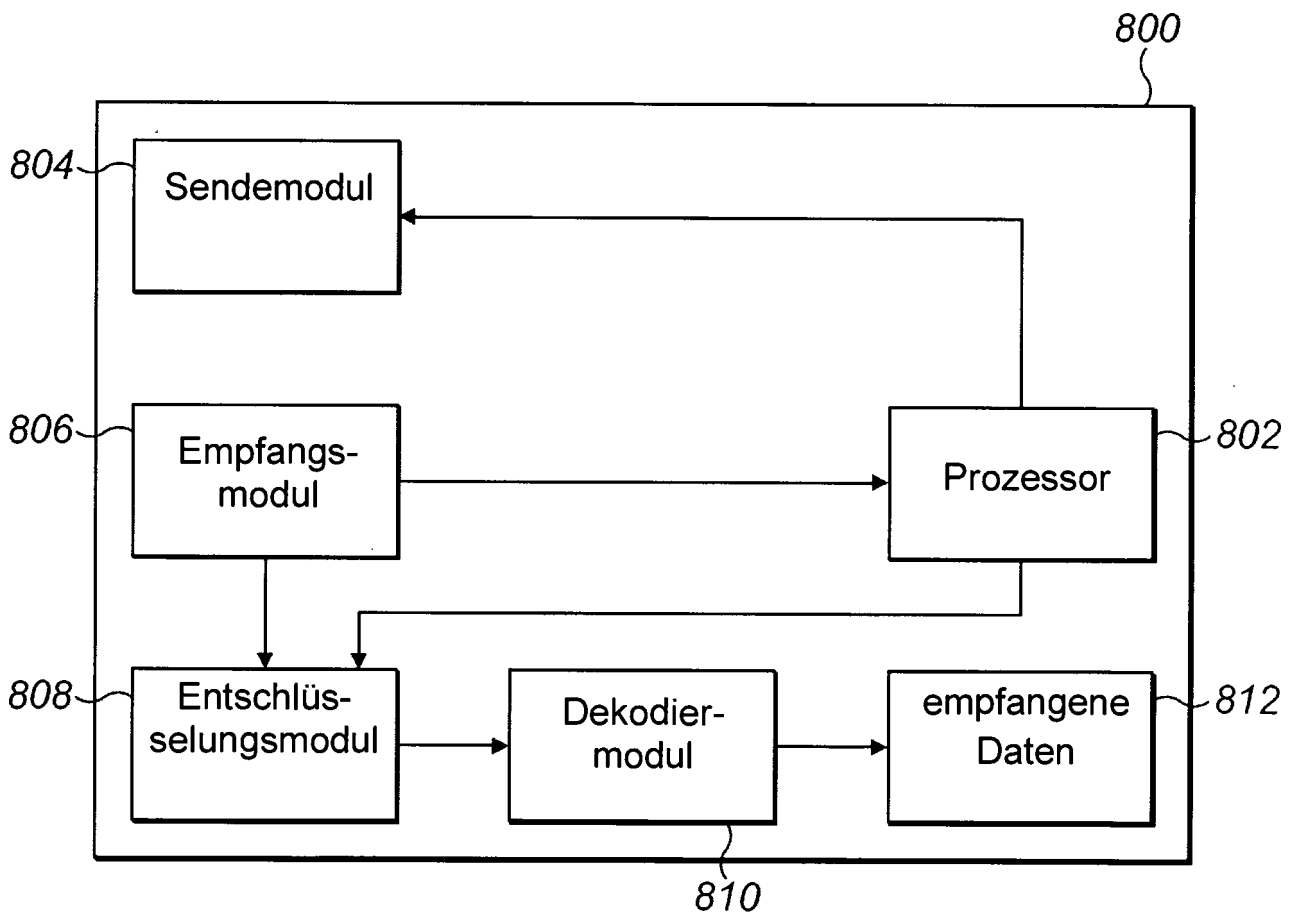 800
804
Sendemodul
806
Empfangs-
modul
802
Prozessor
808
Entschlüs-
selungsmodul
Dekodier-
modul
empfangene
Daten
812
810